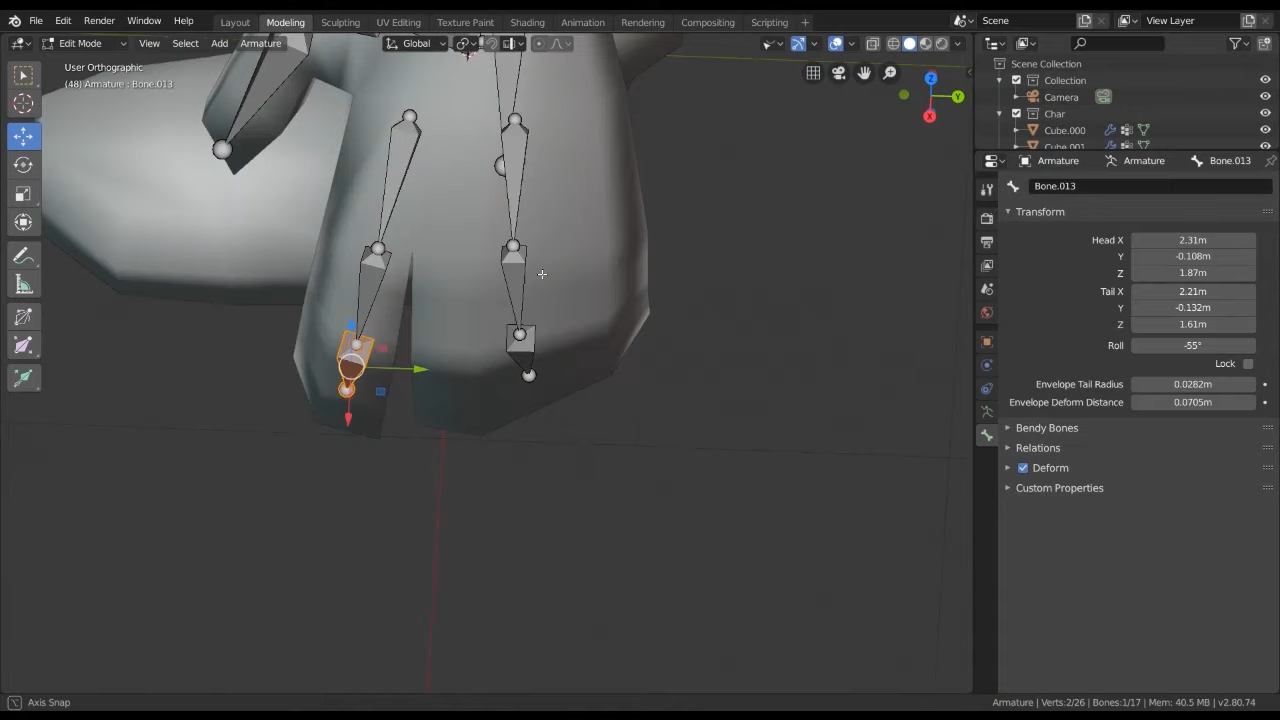 File Edit Render Window Help Layout Modeling Sculpting UV Editing Texture Paint Shading Animation Rendering Compositing Scripting + Scene View Layer
Edit Mode View Select Add Armature Global
User Orthographic
(48) Armature : Bone.013
Z
Y
X
Scene Collection
Collection
Camera
Char
Cube.000
Cube.001
Armature Armature Bone.013
Bone.013
Transform
Head X 2.31m
Y -0.108m
Z 1.87m
Tail X 2.21m
Y -0.132m
Z 1.61m
Roll -55°
Lock
Envelope Tail Radius 0.0282m
Envelope Deform Distance 0.0705m
Bendy Bones
Relations
Deform
Custom Properties
Axis Snap
Armature | Verts:2/26 | Bones:1/17 | Mem: 40.5 MB | v2.80.74